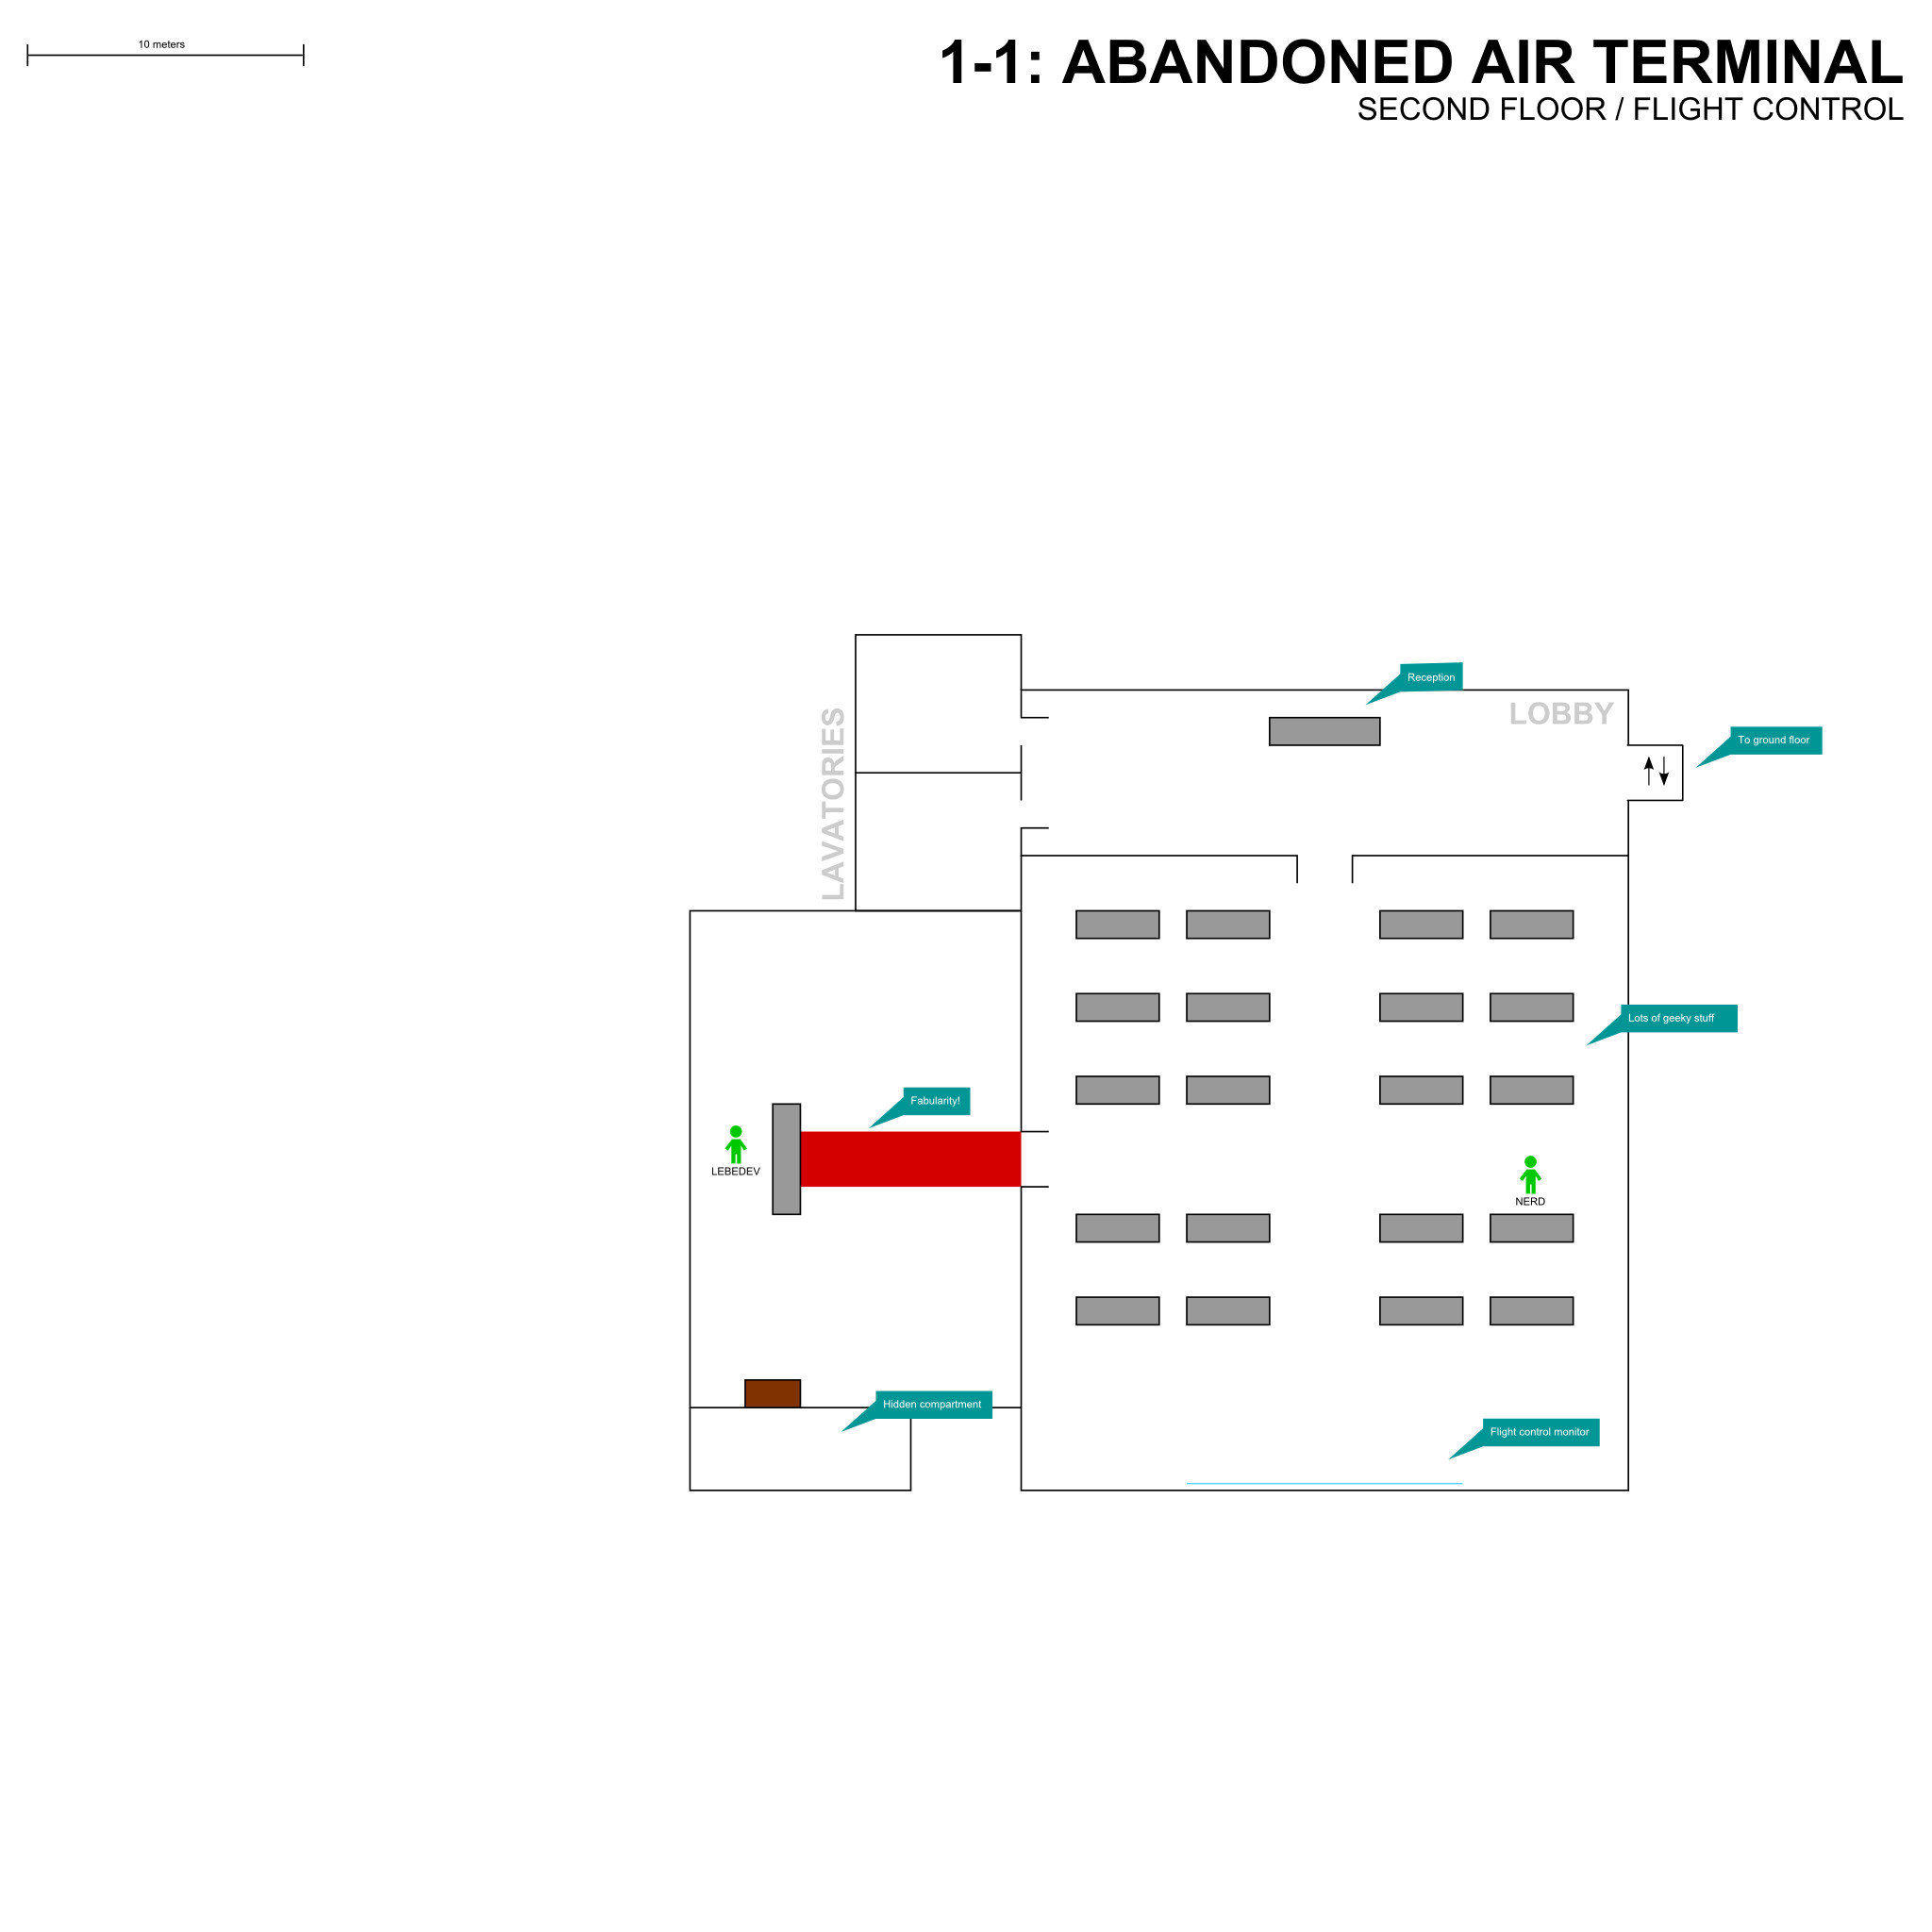 10 meters
1-1: ABANDONED AIR TERMINAL
SECOND FLOOR / FLIGHT CONTROL
Reception
LOBBY
LAVATORIES
To ground floor
Lots of geeky stuff
Fabularity!
LEBEDEV
NERD
Hidden compartment
Flight control monitor